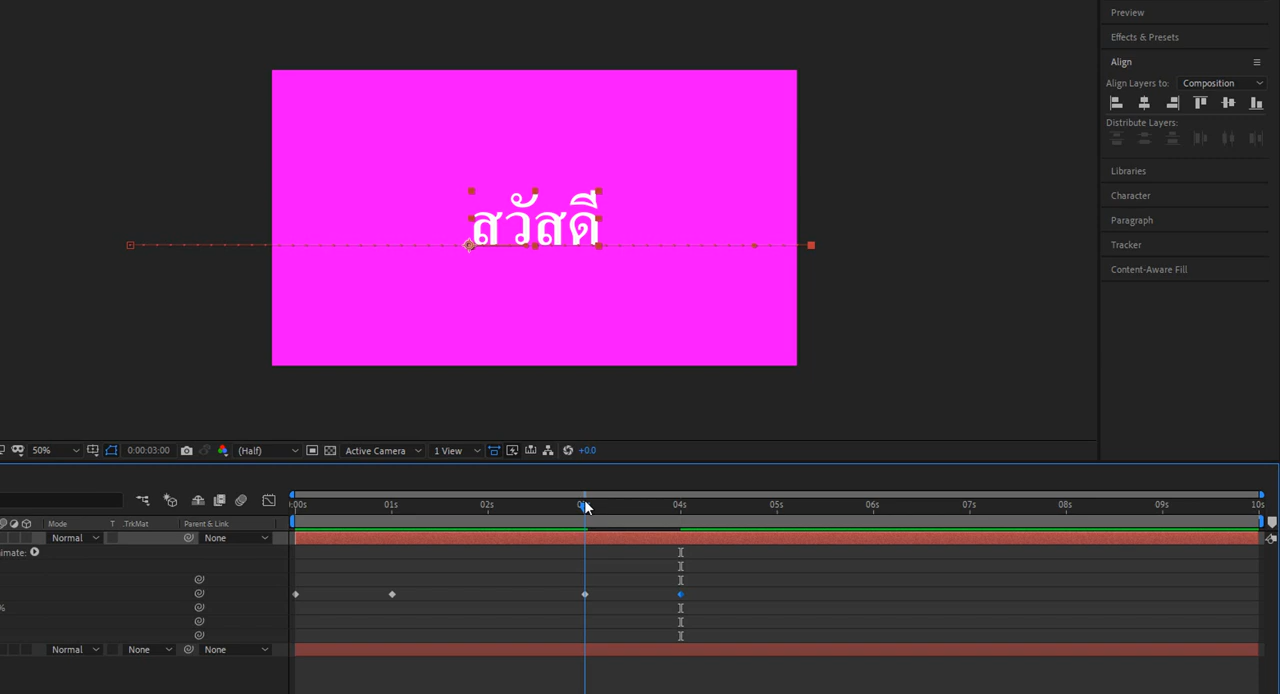 Preview
Effects & Presets
Align
Align Layers to: Composition
Distribute Layers:
Libraries
Character
Paragraph
Tracker
Content-Aware Fill
สวัสดี
50% 0:00:03:00 (Half) Active Camera 1 View +0.0
:00s 01s 02s 04s 05s 06s 07s 08s 09s 10s
Mode T .TrkMat Parent & Link
Normal None
nimate:
%
Normal None None